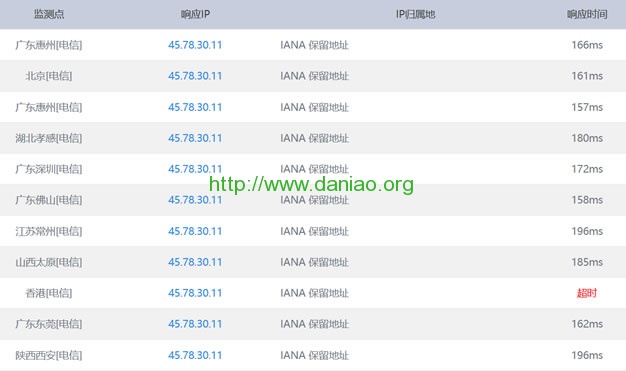 监测点 响应IP IP归属地 响应时间
广东惠州[电信] 45.78.30.11 IANA 保留地址 166ms
北京[电信] 45.78.30.11 IANA 保留地址 161ms
广东惠州[电信] 45.78.30.11 IANA 保留地址 157ms
湖北孝感[电信] 45.78.30.11 IANA 保留地址 180ms
广东深圳[电信] 45.78.30.11 IANA 保留地址 172ms
http://www.daniao.org
广东佛山[电信] 45.78.30.11 IANA 保留地址 158ms
江苏常州[电信] 45.78.30.11 IANA 保留地址 196ms
山西太原[电信] 45.78.30.11 IANA 保留地址 185ms
香港[电信] 45.78.30.11 IANA 保留地址 超时
广东东莞[电信] 45.78.30.11 IANA 保留地址 162ms
陕西西安[电信] 45.78.30.11 IANA 保留地址 196ms